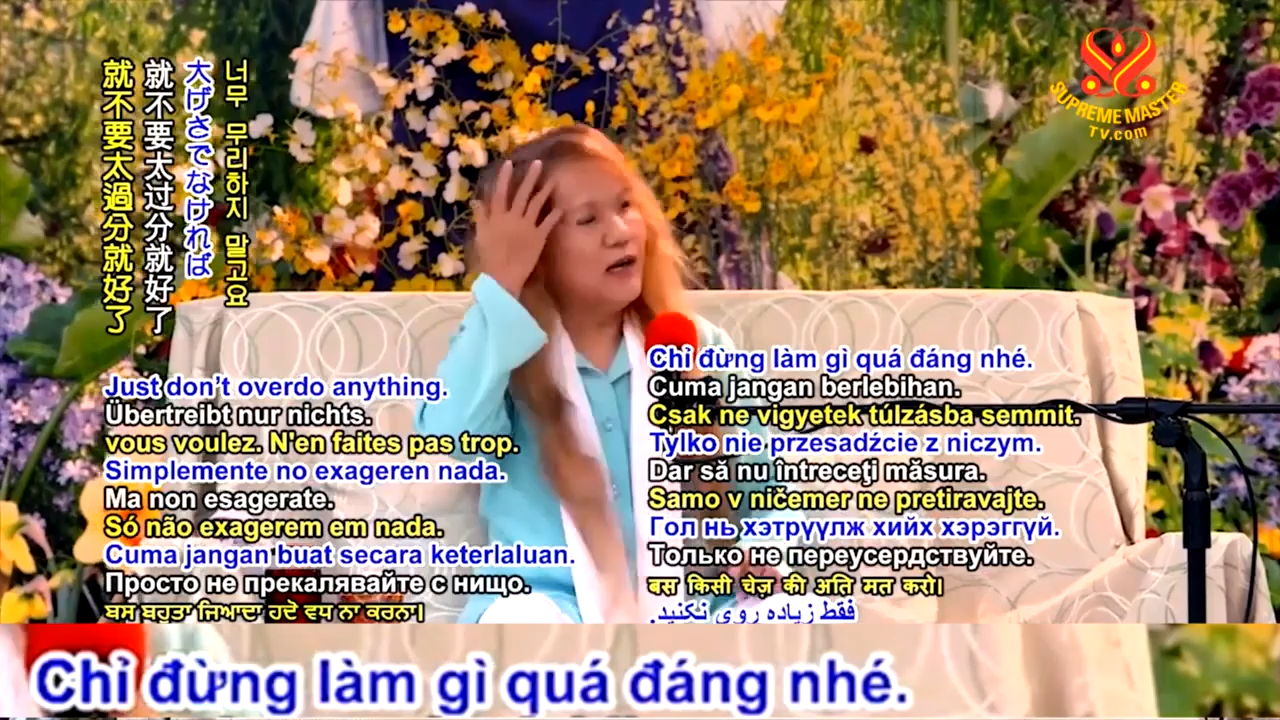 너무 무리하지 말고요
大げさでなければ
就不要太过分就好了
就不要太過分就好了
SUPREME MASTER
TV.com
Just don’t overdo anything.
Übertreibt nur nichts.
vous voulez. N'en faites pas trop.
Simplemente no exageren nada.
Ma non esagerate.
Só não exagerem em nada.
Cuma jangan buat secara keterlaluan.
Просто не прекалявайте с нищо.
ਬਸ ਬਹੁਤਾ ਜਿਆਦਾ ਹਦੋਂ ਵਧ ਨਾ ਕਰਨਾ।
Chỉ đừng làm gì quá đáng nhé.
Cuma jangan berlebihan.
Csak ne vigyetek túlzásba semmit.
Tylko nie przesadźcie z niczym.
Dar să nu întreceţi măsura.
Samo v ničemer ne pretiravajte.
Гол нь хэтрүүлж хийх хэрэггүй.
Только не переусердствуйте.
बस किसी चेज़ की अति मत करो।
فقط زیاده روی نکنید.
Chỉ đừng làm gì quá đáng nhé.